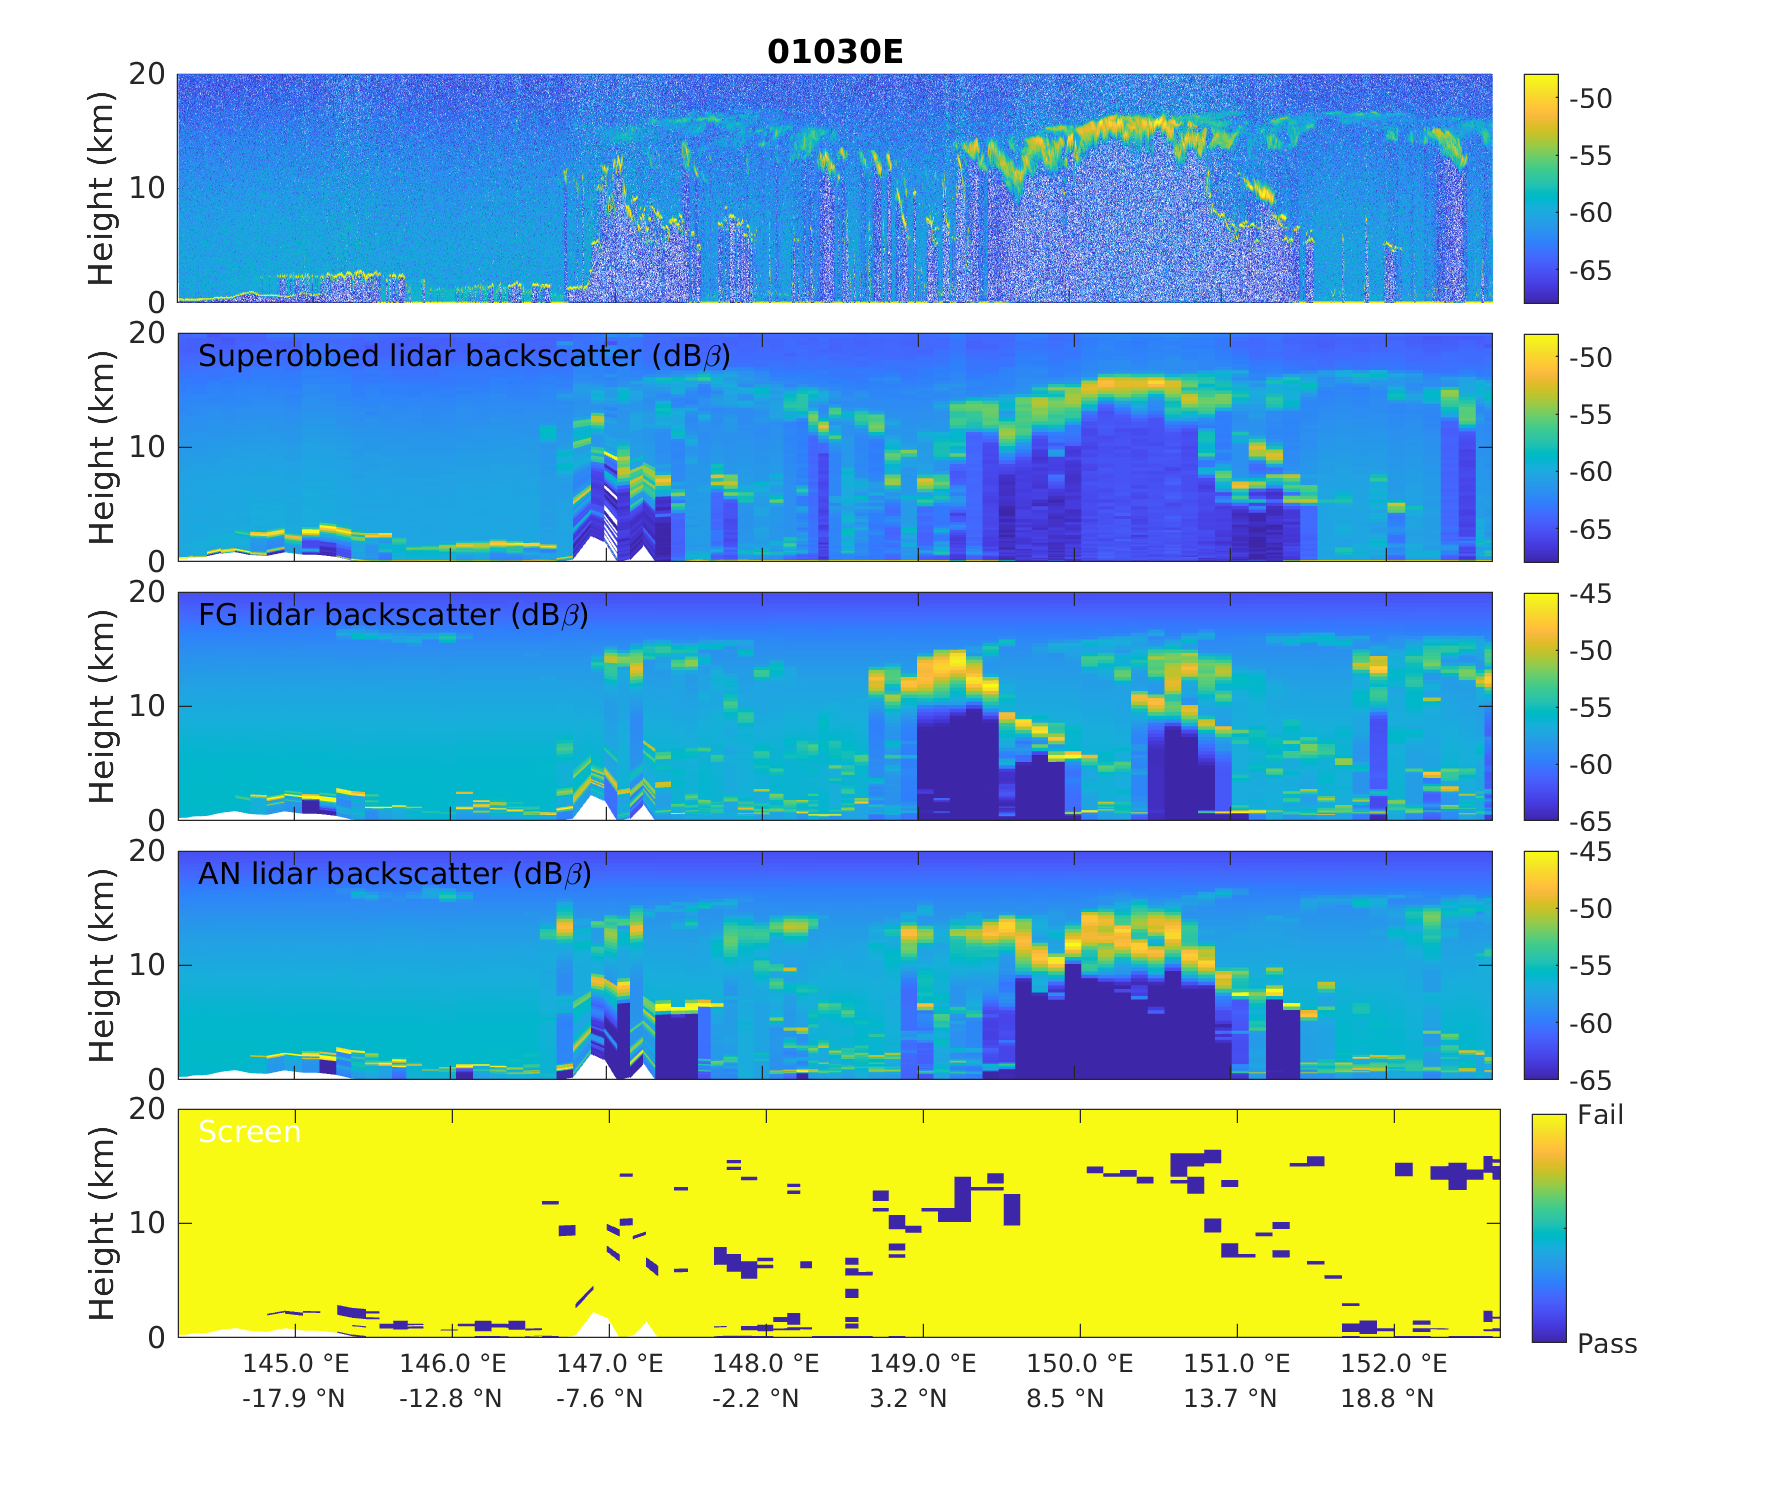 01030E
20
10
0
Height (km)
-50
-55
-60
-65
Superobbed lidar backscatter (dBβ)
20
10
0
Height (km)
-50
-55
-60
-65
FG lidar backscatter (dBβ)
20
10
0
Height (km)
-45
-50
-55
-60
-65
AN lidar backscatter (dBβ)
20
10
0
Height (km)
-45
-50
-55
-60
-65
Screen
20
10
0
Height (km)
Fail
Pass
145.0 °E 146.0 °E 147.0 °E 148.0 °E 149.0 °E 150.0 °E 151.0 °E 152.0 °E
-17.9 °N -12.8 °N -7.6 °N -2.2 °N 3.2 °N 8.5 °N 13.7 °N 18.8 °N